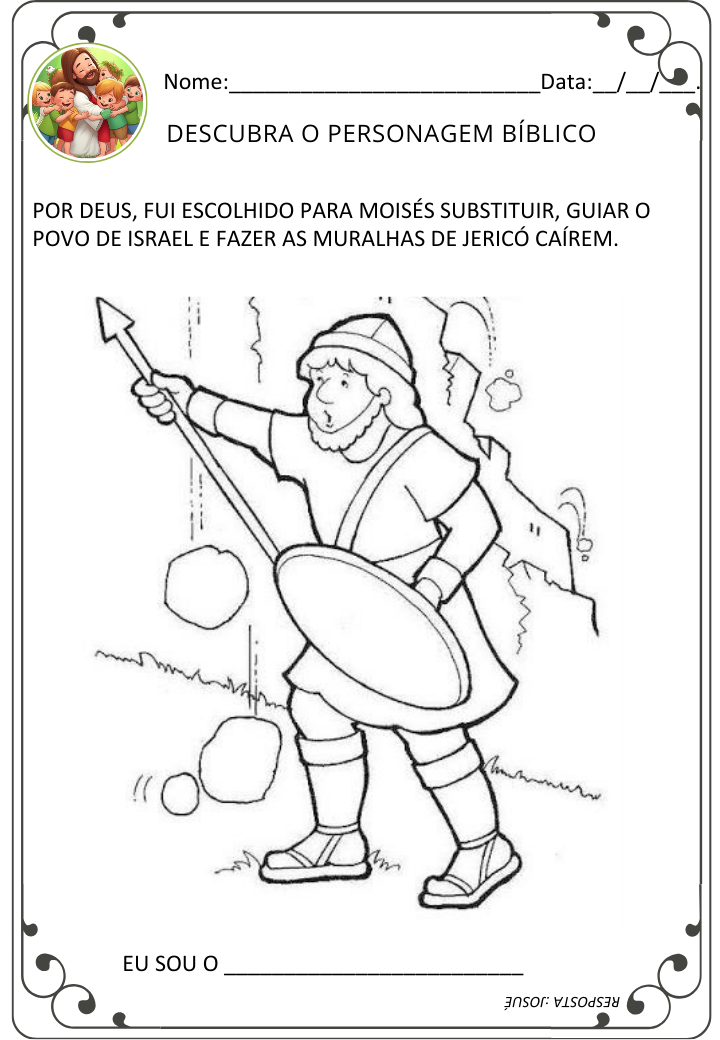 Nome:__________________________Data:__/__/___.
DESCUBRA O PERSONAGEM BÍBLICO
POR DEUS, FUI ESCOLHIDO PARA MOISÉS SUBSTITUIR, GUIAR O
POVO DE ISRAEL E FAZER AS MURALHAS DE JERICÓ CAÍREM.
EU SOU O _________________________
RESPOSTA: JOSUÉ